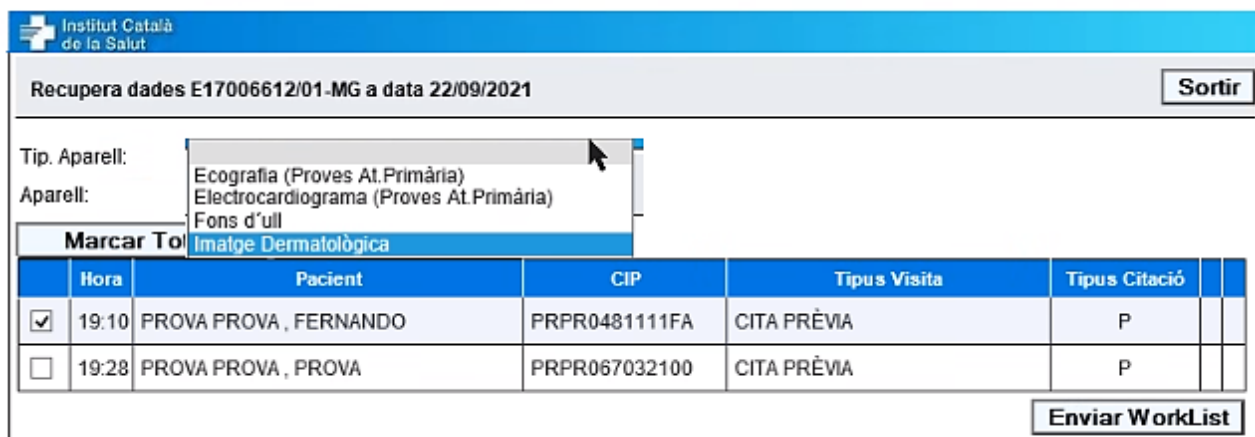 Institut Català
de la Salut
Recupera dades E17006612/01-MG a data 22/09/2021
Sortir
Tip. Aparell:
Aparell:
Ecografia (Proves At.Primària)
Electrocardiograma (Proves At.Primària)
Fons d´ull
Imatge Dermatològica
Marcar
Hora Pacient CIP Tipus Visita Tipus Citació
19:10 PROVA PROVA , FERNANDO PRPR0481111FA CITA PRÈVIA P
19:28 PROVA PROVA , PROVA PRPR067032100 CITA PRÈVIA P
Enviar WorkList